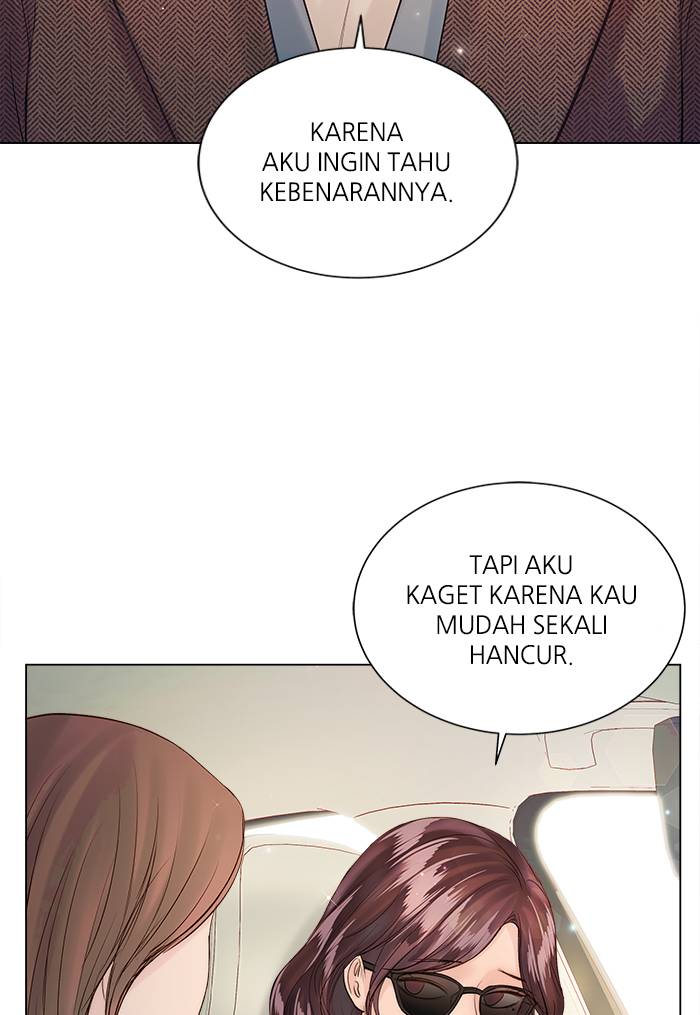 KARENA
AKU INGIN TAHU
KEBENARANNYA.
TAPI AKU
KAGET KARENA KAU
MUDAH SEKALI
HANCUR.